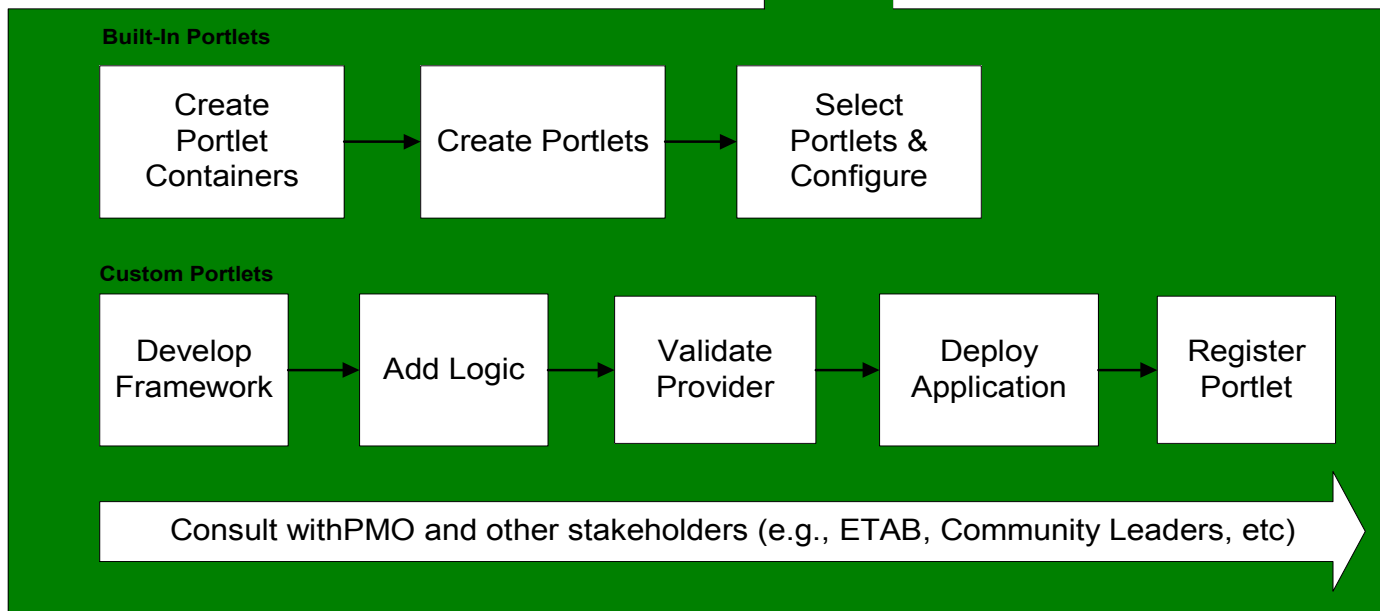 Built-In Portlets
Create
Portlet
Containers
Create Portlets
Select
Portlets &
Configure
Custom Portlets
Develop
Framework
Add Logic
Validate
Provider
Deploy
Application
Register
Portlet
Consult withPMO and other stakeholders (e.g., ETAB, Community Leaders, etc)